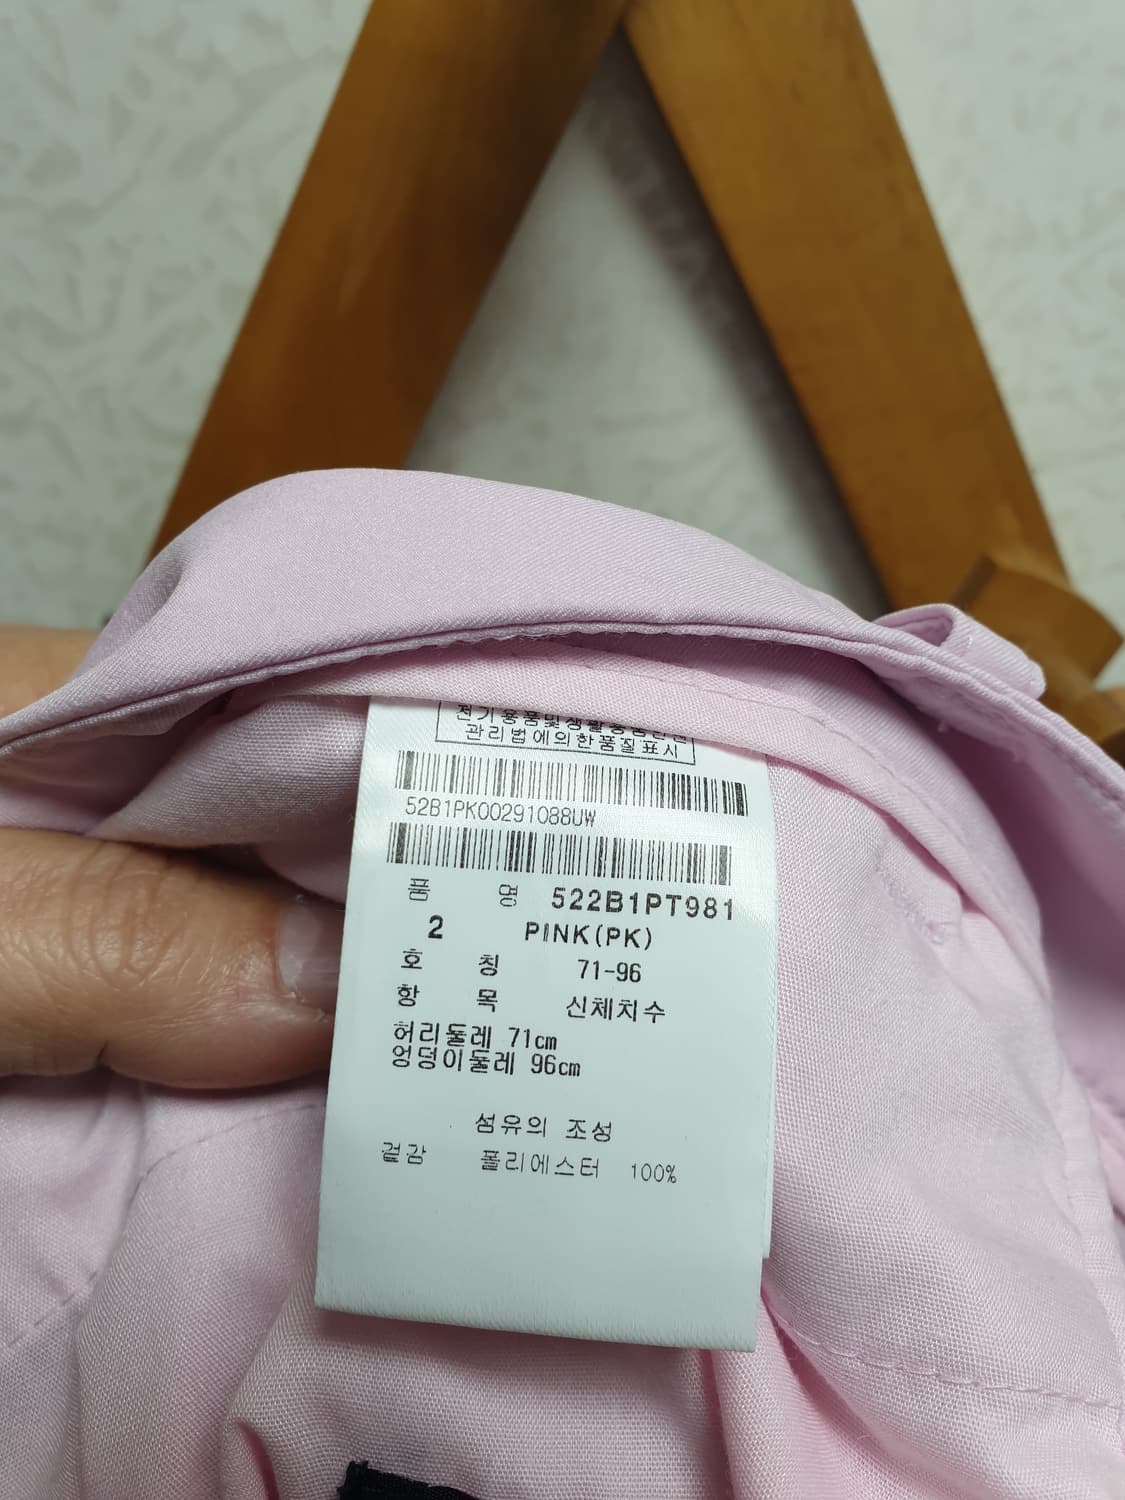 전기용품및생활용품안전
관리법에의한품질표시
52B1PK00291088UW
품 명 522B1PT981
2 PINK(PK)
호 칭 71-96
항 목 신체치수
허리둘레 71cm
엉덩이둘레 96cm
섬유의 조성
겉감 폴리에스터 100%